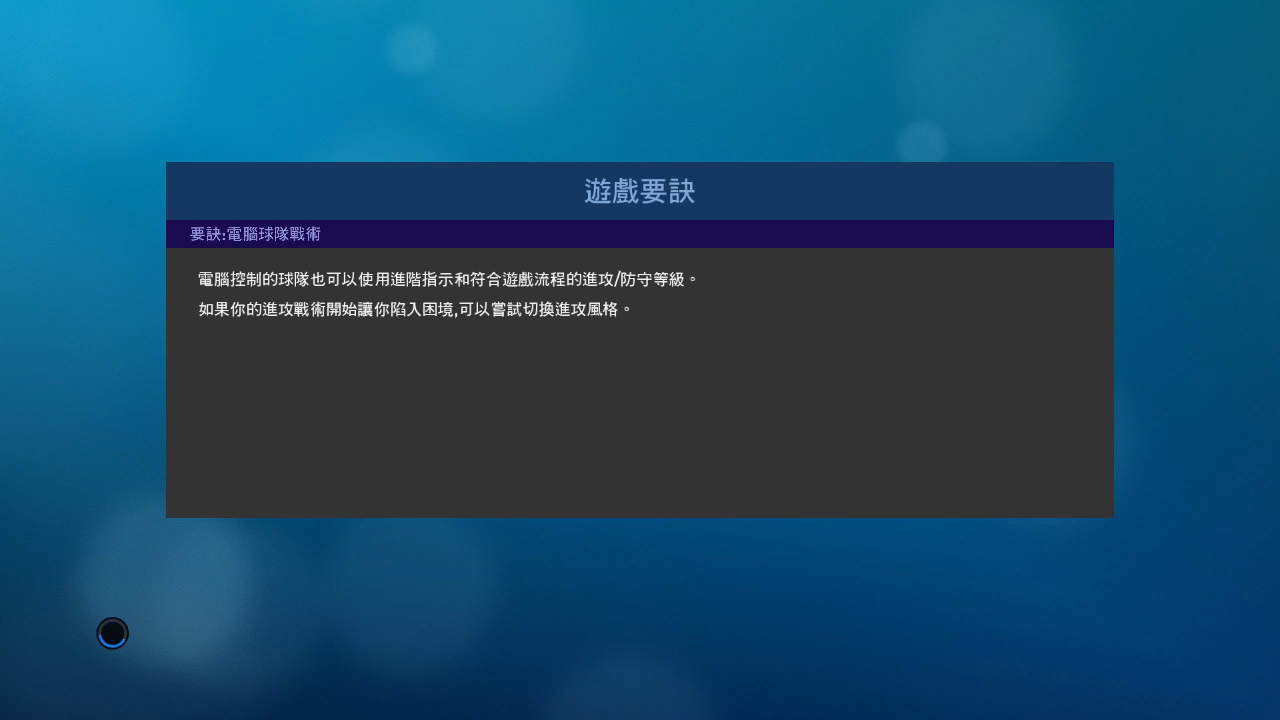 遊戲要訣
要訣:電腦球隊戰術
電腦控制的球隊也可以使用進階指示和符合遊戲流程的進攻/防守等級。
如果你的進攻戰術開始讓你陷入困境,可以嘗試切換進攻風格。